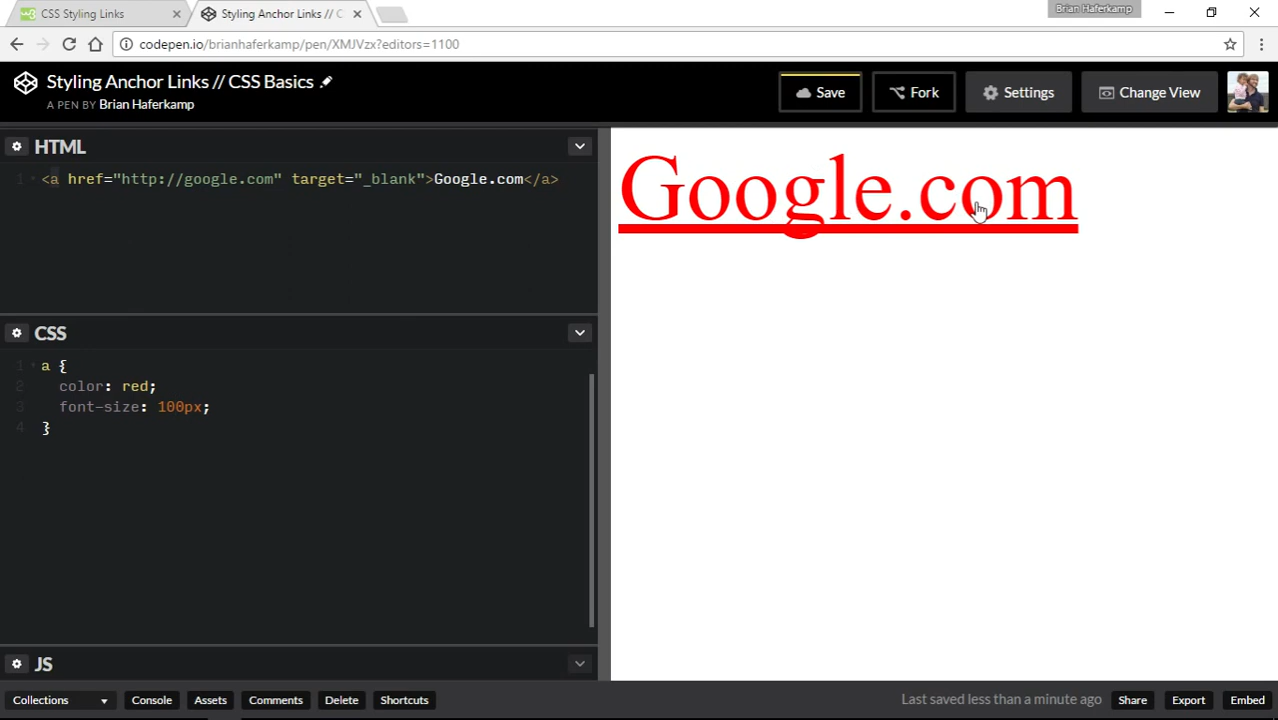 Brian Haferkamp
CSS Styling Links
Styling Anchor Links // C
codepen.io/brianhaferkamp/pen/XMJVzx?editors=1100
Styling Anchor Links // CSS Basics
A PEN BY Brian Haferkamp
Save
Fork
Settings
Change View
HTML
1 <a href="http://google.com" target="_blank">Google.com</a>
Google.com
CSS
1 a {
2 color: red;
3 font-size: 100px;
4 }
JS
Collections
Console
Assets
Comments
Delete
Shortcuts
Last saved less than a minute ago
Share
Export
Embed